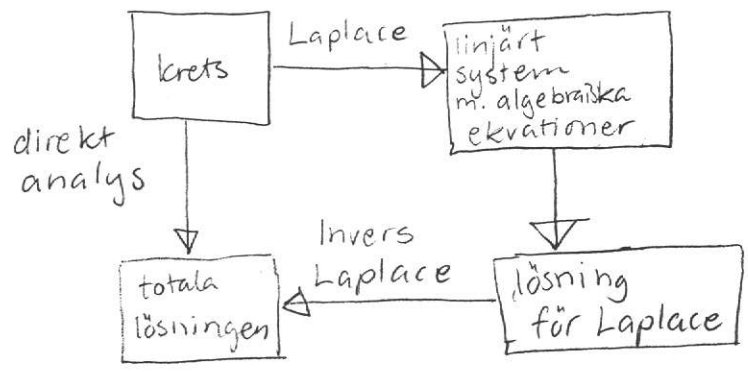 krets
Laplace
linjärt
system
m. algebraiska
ekvationer
direkt
analys
Invers
Laplace
totala
lösningen
lösning
för Laplace